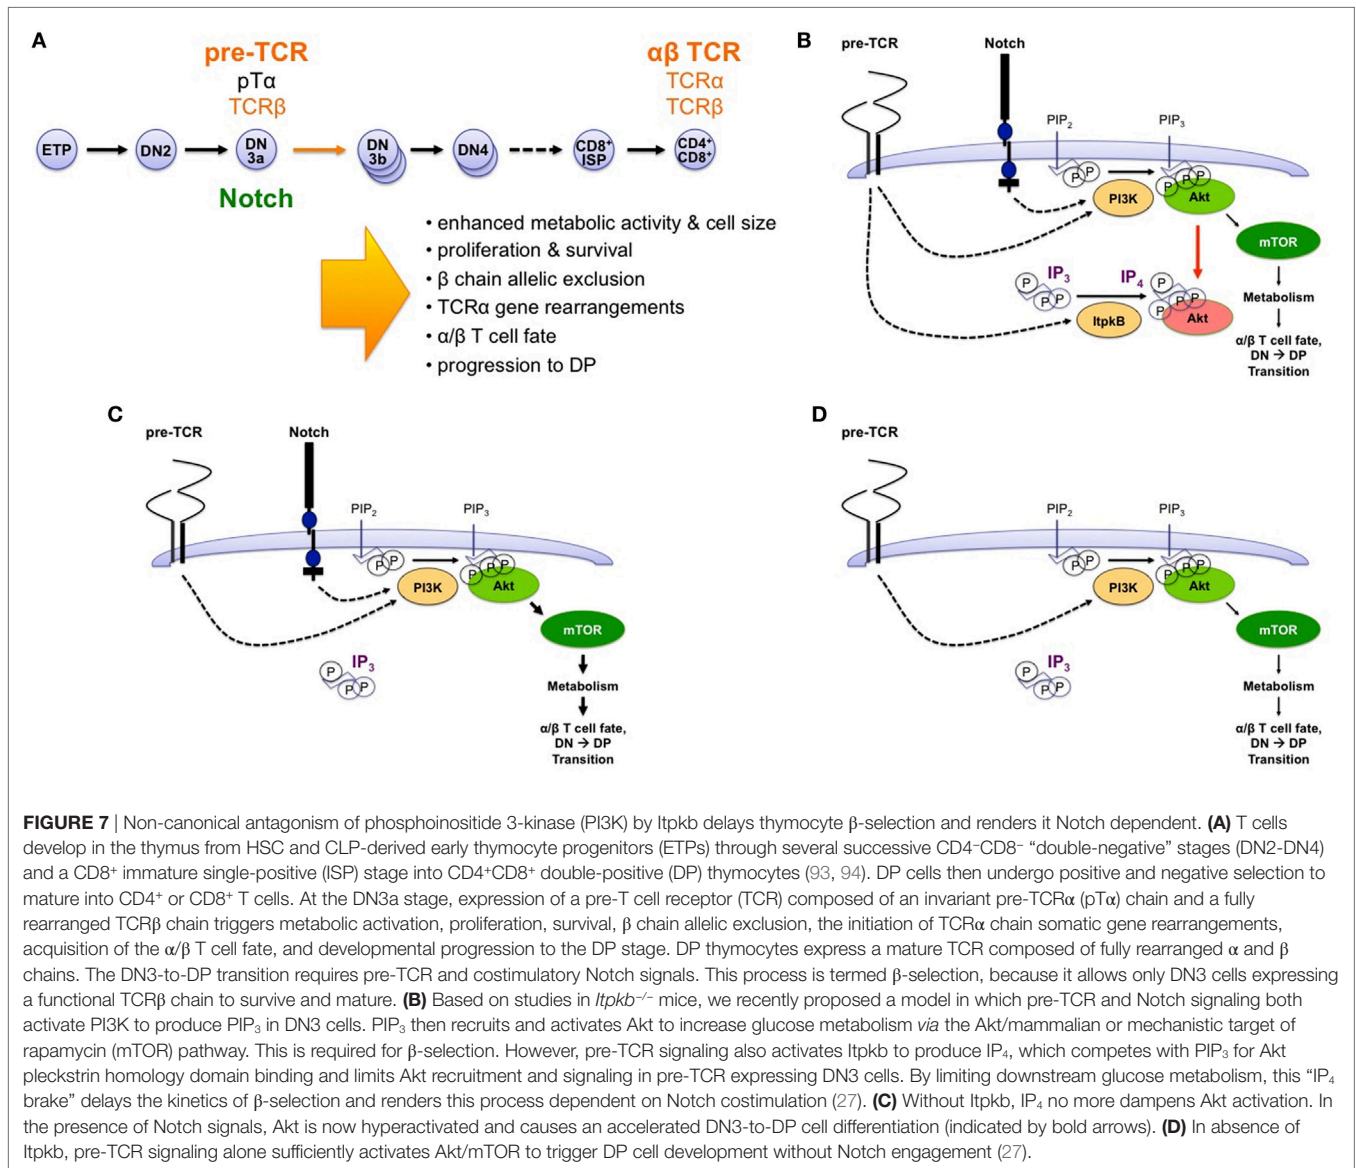 A
pre-TCR
pTα
TCRβ
αβ TCR
TCRα
TCRβ
ETP
DN2
DN
3a
DN
3b
DN4
CD8⁺
ISP
CD4⁺
CD8⁺
Notch
• enhanced metabolic activity & cell size
• proliferation & survival
• β chain allelic exclusion
• TCRα gene rearrangements
• α/β T cell fate
• progression to DP
B
pre-TCR
Notch
PIP₂
PIP₃
P P
P P P
PI3K
Akt
mTOR
IP₃
IP₄
P
P P
P
P P P
ItpkB
Akt
Metabolism
α/β T cell fate,
DN → DP
Transition
C
pre-TCR
Notch
PIP₂
PIP₃
P P
P P P
PI3K
Akt
mTOR
IP₃
P
P P
Metabolism
α/β T cell fate,
DN → DP
Transition
D
pre-TCR
PIP₂
PIP₃
P P
P P P
PI3K
Akt
mTOR
IP₃
P
P P
Metabolism
α/β T cell fate,
DN → DP
Transition
FIGURE 7 | Non-canonical antagonism of phosphoinositide 3-kinase (PI3K) by Itpkb delays thymocyte β-selection and renders it Notch dependent. (A) T cells
develop in the thymus from HSC and CLP-derived early thymocyte progenitors (ETPs) through several successive CD4⁻CD8⁻ “double-negative” stages (DN2-DN4)
and a CD8⁺ immature single-positive (ISP) stage into CD4⁺CD8⁺ double-positive (DP) thymocytes (93, 94). DP cells then undergo positive and negative selection to
mature into CD4⁺ or CD8⁺ T cells. At the DN3a stage, expression of a pre-T cell receptor (TCR) composed of an invariant pre-TCRα (pTα) chain and a fully
rearranged TCRβ chain triggers metabolic activation, proliferation, survival, β chain allelic exclusion, the initiation of TCRα chain somatic gene rearrangements,
acquisition of the α/β T cell fate, and developmental progression to the DP stage. DP thymocytes express a mature TCR composed of fully rearranged α and β
chains. The DN3-to-DP transition requires pre-TCR and costimulatory Notch signals. This process is termed β-selection, because it allows only DN3 cells expressing
a functional TCRβ chain to survive and mature. (B) Based on studies in Itpkb⁻/⁻ mice, we recently proposed a model in which pre-TCR and Notch signaling both
activate PI3K to produce PIP₃ in DN3 cells. PIP₃ then recruits and activates Akt to increase glucose metabolism via the Akt/mammalian or mechanistic target of
rapamycin (mTOR) pathway. This is required for β-selection. However, pre-TCR signaling also activates Itpkb to produce IP₄, which competes with PIP₃ for Akt
pleckstrin homology domain binding and limits Akt recruitment and signaling in pre-TCR expressing DN3 cells. By limiting downstream glucose metabolism, this “IP₄
brake” delays the kinetics of β-selection and renders this process dependent on Notch costimulation (27). (C) Without Itpkb, IP₄ no more dampens Akt activation. In
the presence of Notch signals, Akt is now hyperactivated and causes an accelerated DN3-to-DP cell differentiation (indicated by bold arrows). (D) In absence of
Itpkb, pre-TCR signaling alone sufficiently activates Akt/mTOR to trigger DP cell development without Notch engagement (27).